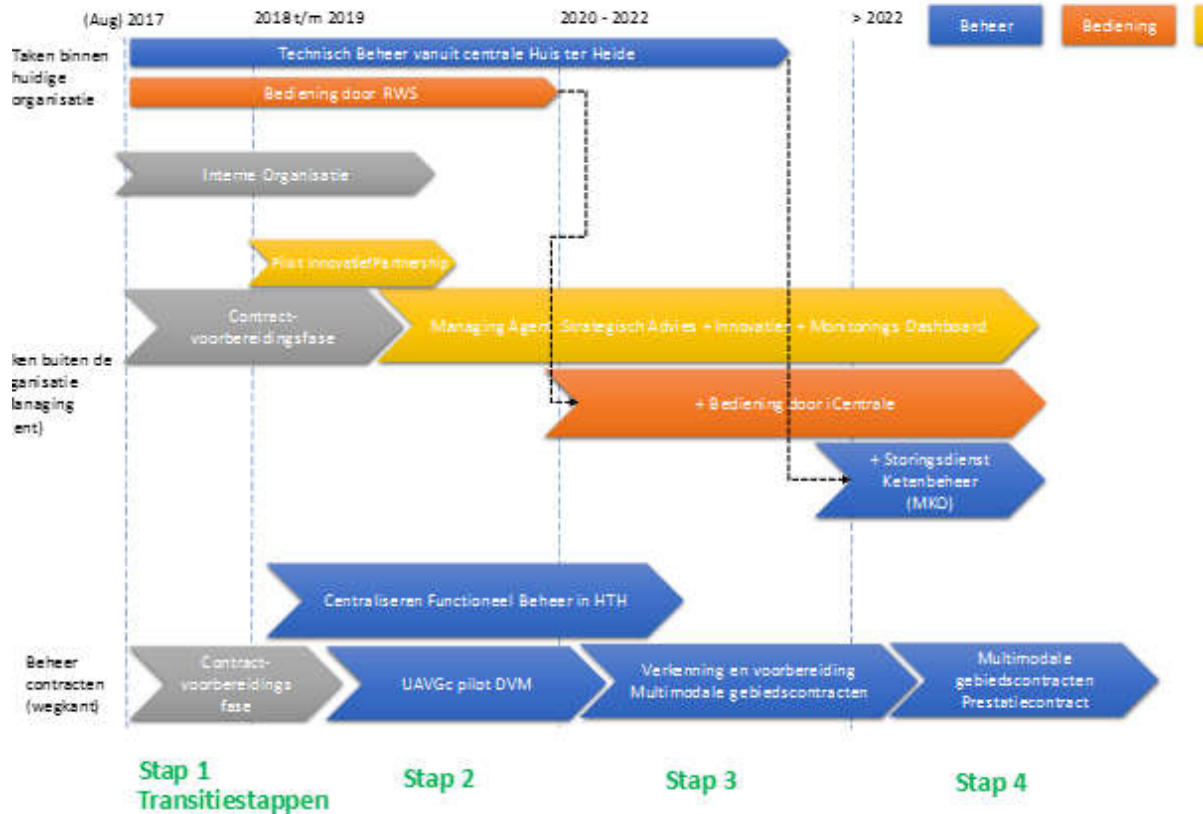 (Aug) 2017
2018 t/m 2019
2020 - 2022
> 2022
Beheer
Bediening
Taken binnen
huidige
organisatie
Technisch Beheer vanuit centrale Huis ter Heide
Bediening door RWS
Interne Organisatie
Pilot Innovatief Partnership
Contract-
voorbereidingsfase
Managing Agent Strategisch Advies + Innovatie + Monitorings Dashboard
ken buiten de
ganisatie
anaging
ent)
+ Bediening door iCentrale
+ Storingsdienst
Ketenbeheer
(MKO)
Centraliseren Functioneel Beheer in HTH
Beheer
contracten
(wegkant)
Contract-
voorbereidings
fase
UAVGc pilot DVM
Verkenning en voorbereiding
Multimodale gebiedscontracten
Multimodale
gebiedscontracten
Prestatiecontract
Stap 1
Transitiestappen
Stap 2
Stap 3
Stap 4